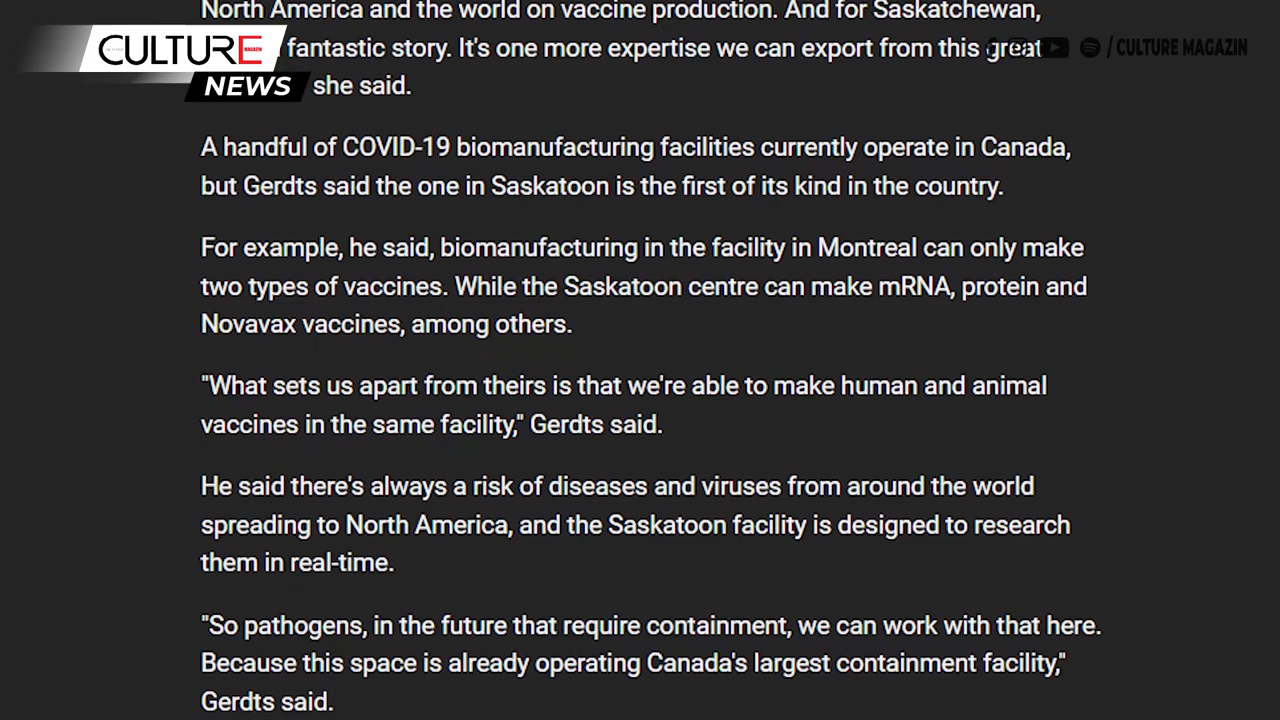 North America and the world on vaccine production. And for Saskatchewan,
CULTURE
fantastic story. It's one more expertise we can export from this great
/ CULTURE MAGAZIN
NEWS
she said.
A handful of COVID-19 biomanufacturing facilities currently operate in Canada,
but Gerdts said the one in Saskatoon is the first of its kind in the country.
For example, he said, biomanufacturing in the facility in Montreal can only make
two types of vaccines. While the Saskatoon centre can make mRNA, protein and
Novavax vaccines, among others.
"What sets us apart from theirs is that we're able to make human and animal
vaccines in the same facility," Gerdts said.
He said there's always a risk of diseases and viruses from around the world
spreading to North America, and the Saskatoon facility is designed to research
them in real-time.
"So pathogens, in the future that require containment, we can work with that here.
Because this space is already operating Canada's largest containment facility,"
Gerdts said.